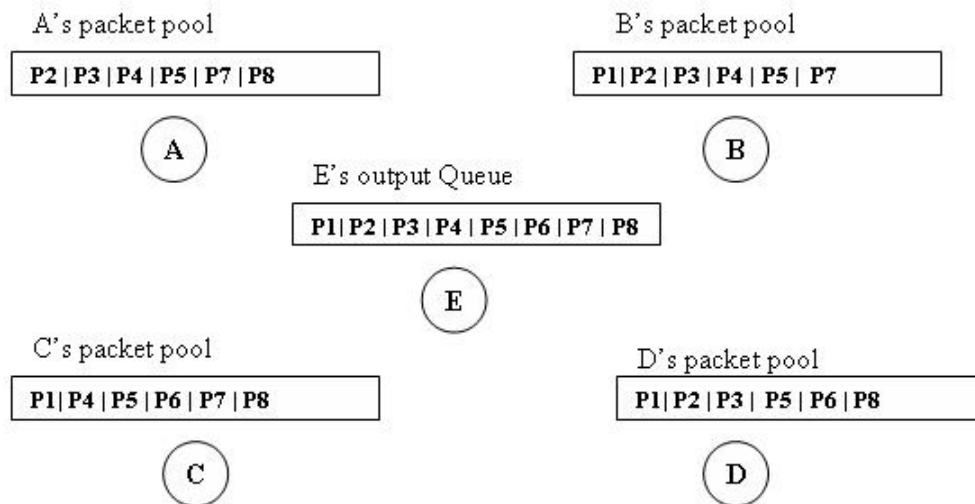 A's packet pool
P2 | P3 | P4 | P5 | P7 | P8
A
B's packet pool
P1| P2 | P3 | P4 | P5 | P7
B
E's output Queue
P1| P2 | P3 | P4 | P5 | P6 | P7 | P8
E
C's packet pool
P1| P4 | P5 | P6 | P7 | P8
C
D's packet pool
P1| P2 | P3 | P5 | P6 | P8
D